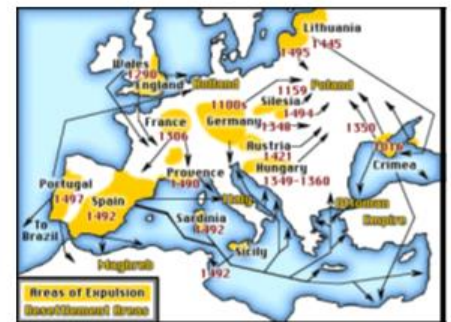 Lithuania
1445
1495
Wales
1290
England
Holland
1159
Poland
1100s
Silesia
1494
France
1306
Germany
1348
1350
Austria
1421
1016
Crimea
Hungary
1349-1360
Provence
1490
Portugal
1497
Spain
1492
Italy
Ottoman
Empire
Sardinia
1492
To
Brazil
Sicily
Maghreb
1492
Areas of Expulsion
Resettlement Areas